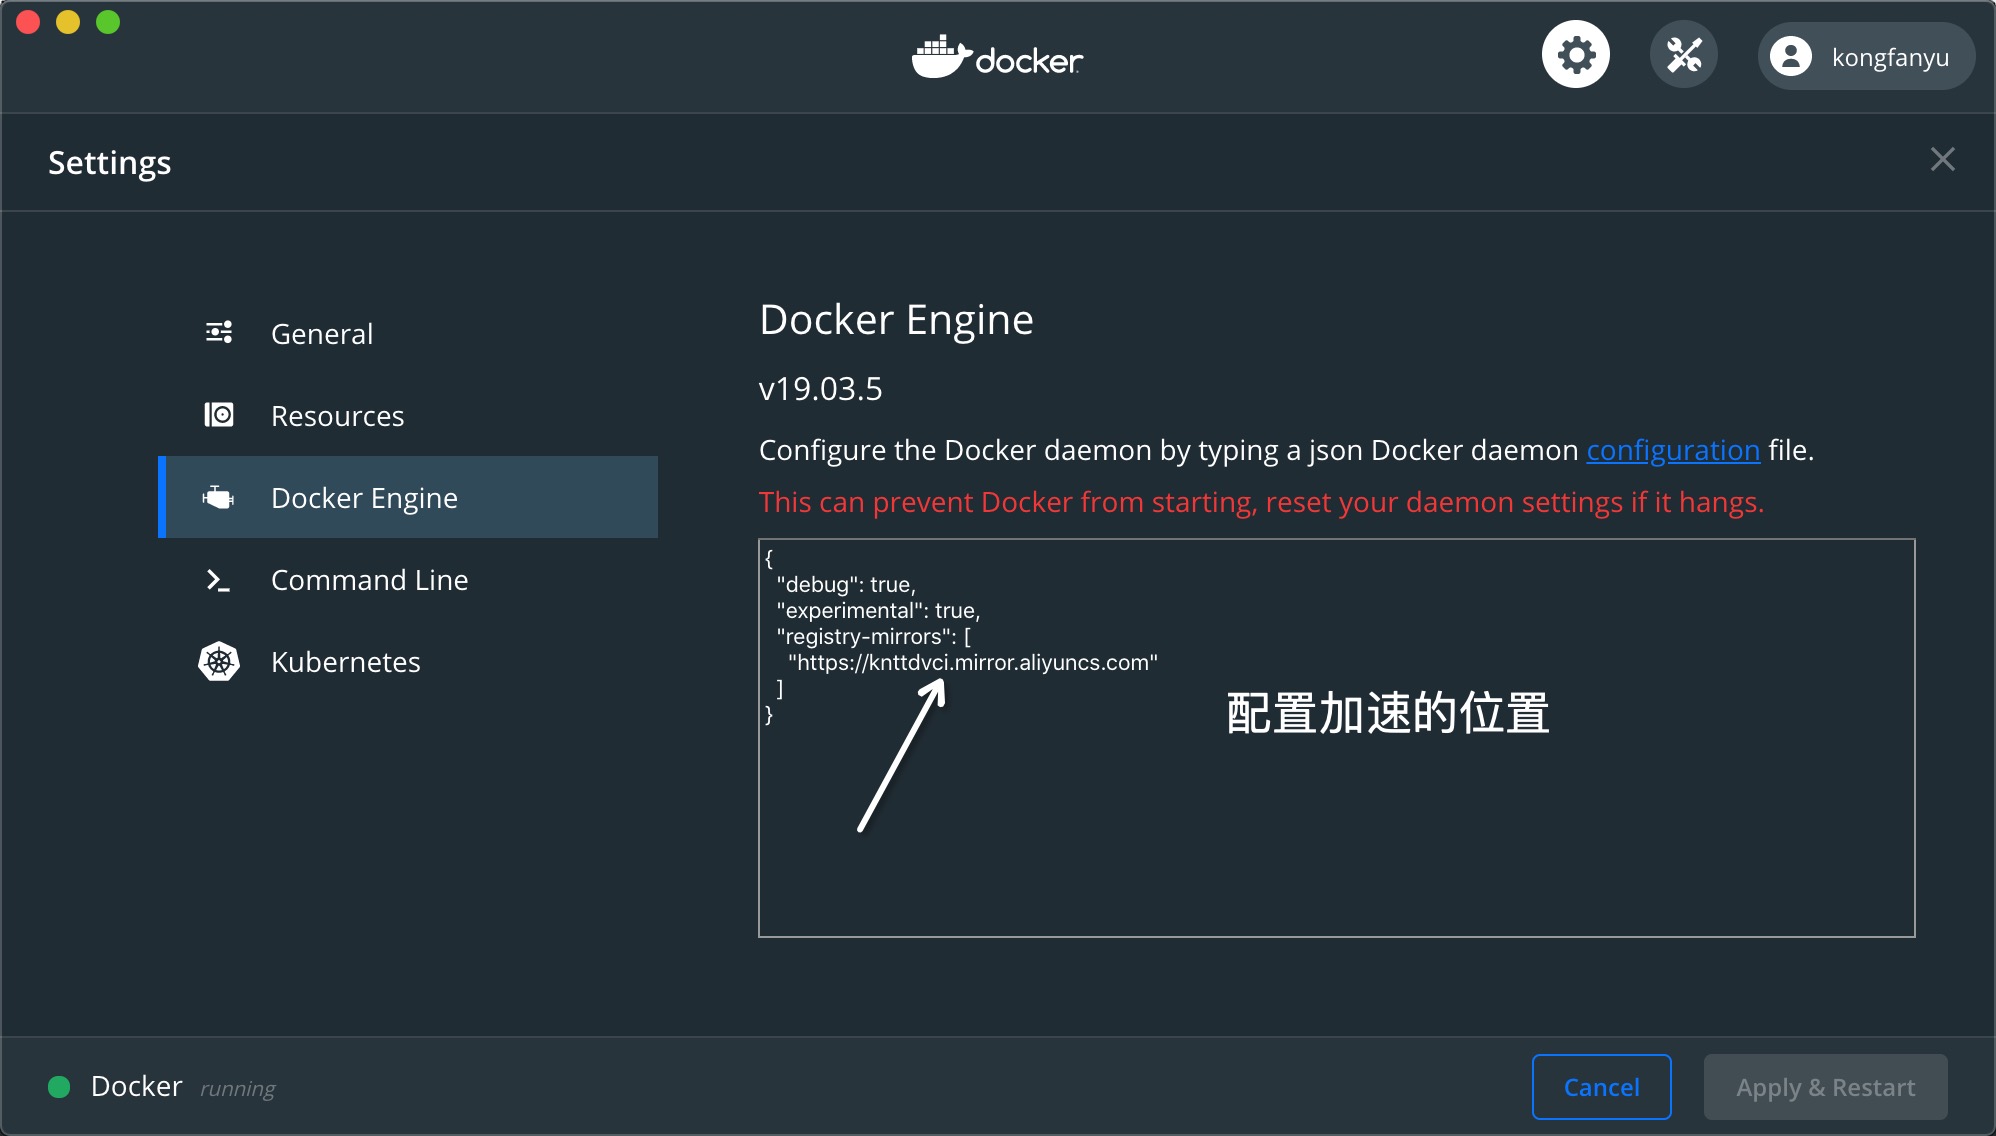 docker
kongfanyu
Settings
General
Resources
Docker Engine
Command Line
Kubernetes
Docker Engine
v19.03.5
Configure the Docker daemon by typing a json Docker daemon configuration file.
This can prevent Docker from starting, reset your daemon settings if it hangs.
{
"debug": true,
"experimental": true,
"registry-mirrors": [
"https://knttdvci.mirror.aliyuncs.com"
]
}
配置加速的位置
Docker running
Cancel
Apply & Restart